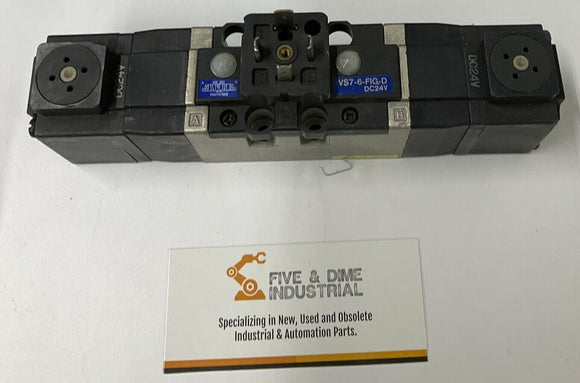 DC24V
VS7-6-FIG-D
DC24V
DC24V
A
B
FIVE & DIME
INDUSTRIAL
Specializing in New, Used and Obsolete
Industrial & Automation Parts.